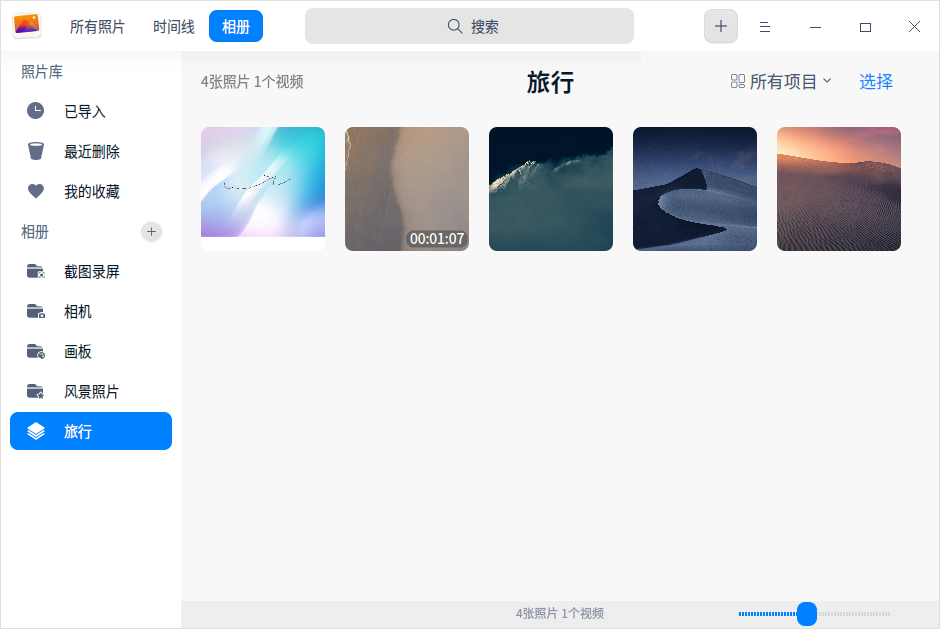 所有照片 时间线 相册 搜索
照片库
已导入
最近删除
我的收藏
相册
截图录屏
相机
画板
风景照片
旅行
4张照片 1个视频 旅行 所有项目 选择
00:01:07
4张照片 1个视频